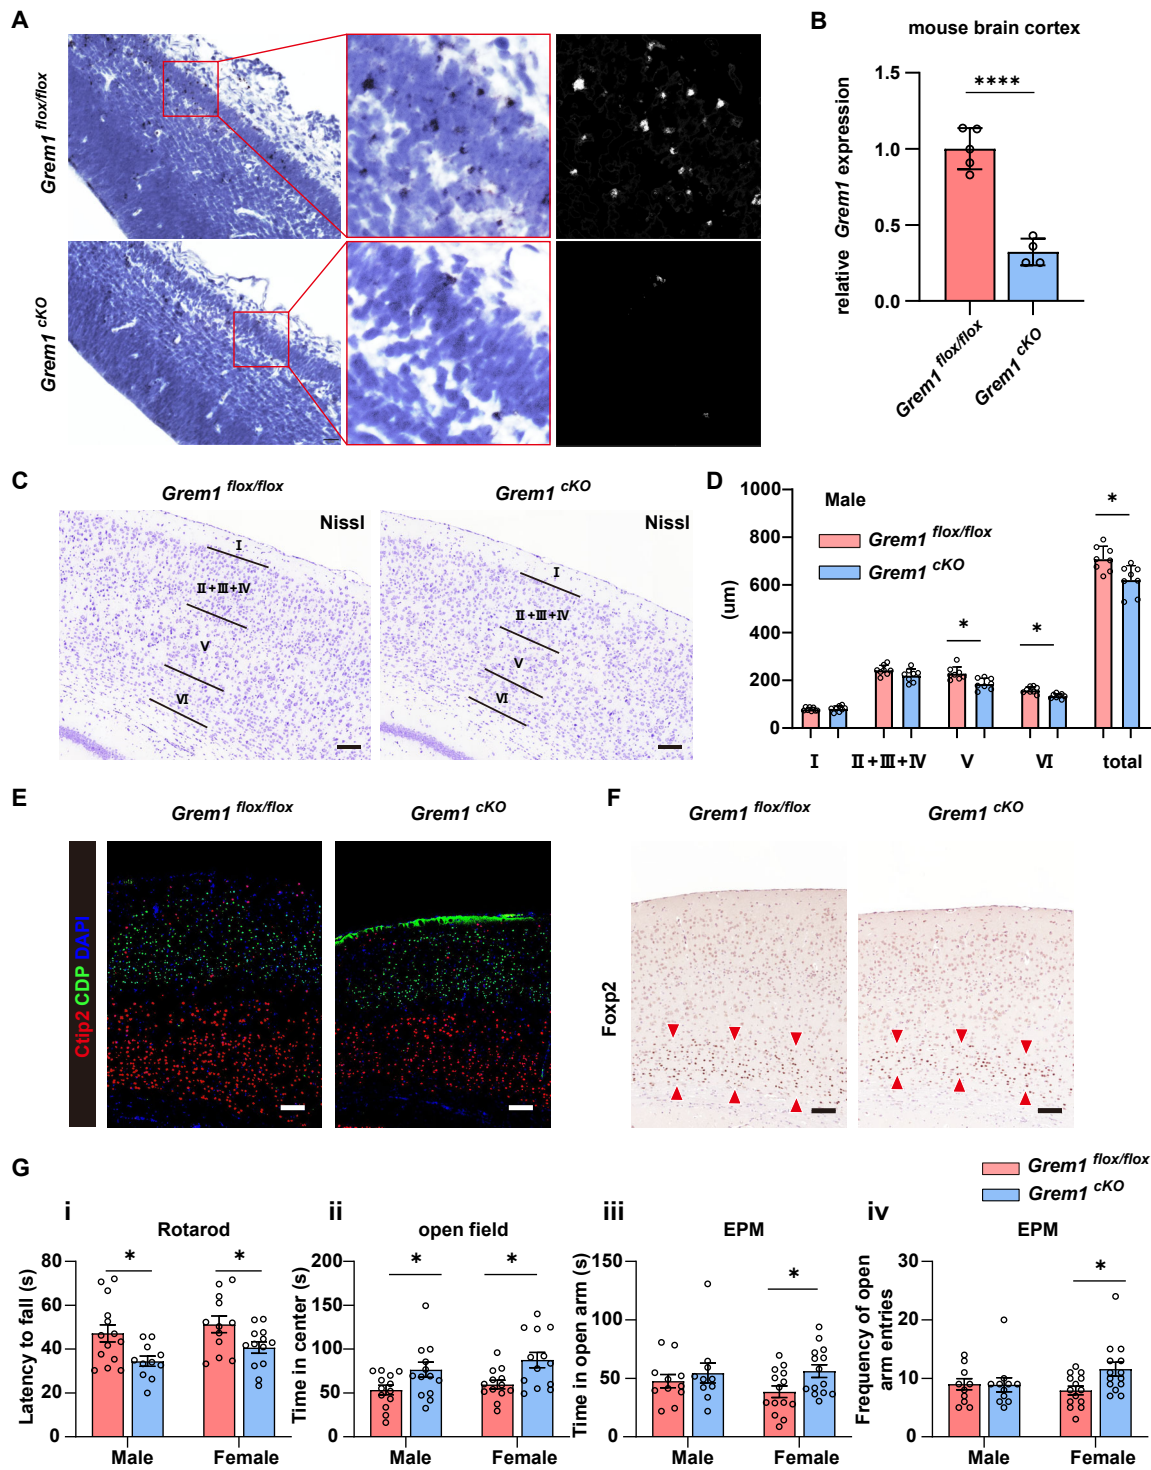 A
Grem1 flox/flox
Grem1 cKO
B
mouse brain cortex
relative Grem1 expression
1.5
1.0
0.5
0.0
****
Grem1 flox/flox
Grem1 cKO
C
Grem1 flox/flox
Grem1 cKO
Nissl
Nissl
I
II+III+IV
V
VI
I
II+III+IV
V
VI
D
Male
Grem1 flox/flox
Grem1 cKO
(um)
1000
800
600
400
200
0
*
*
*
I II+III+IV V VI total
E
Grem1 flox/flox
Grem1 cKO
Ctip2 CDP DAPI
F
Grem1 flox/flox
Grem1 cKO
Foxp2
G
Grem1 flox/flox
Grem1 cKO
i
Rotarod
Latency to fall (s)
80
60
40
20
0
*
*
Male Female
ii
open field
Time in center (s)
200
150
100
50
0
*
*
Male Female
iii
EPM
Time in open arm (s)
150
100
50
0
*
Male Female
iv
EPM
Frequency of open
arm entries
30
20
10
0
*
Male Female